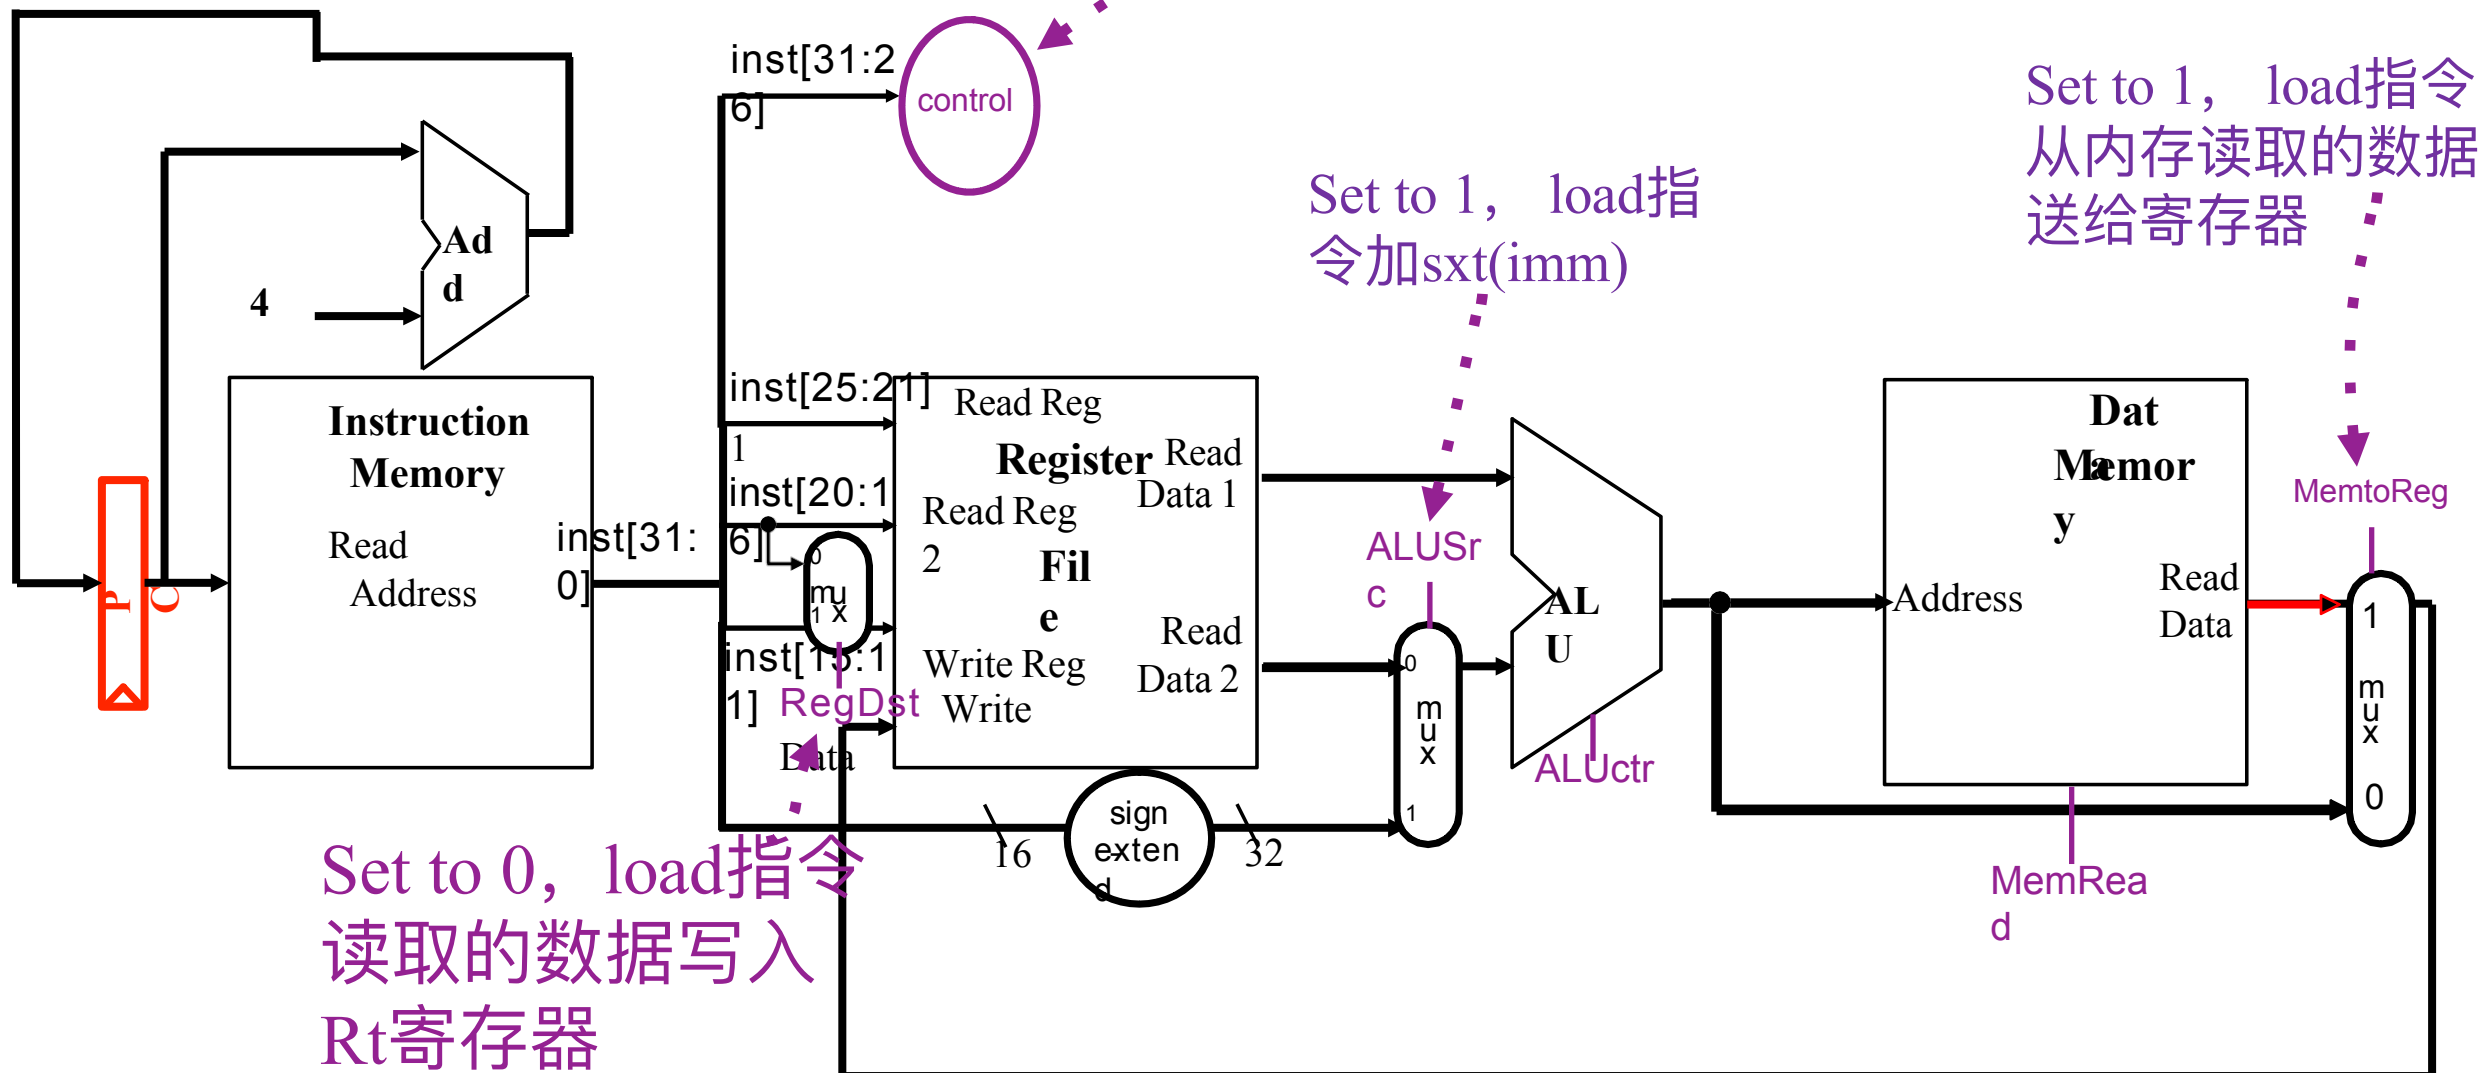 inst[31:2
6]
control
Set to 1, load指令
从内存读取的数据
送给寄存器
Set to 1, load指
令加sxt(imm)
Ad
d
4
Instruction
Memory
Read
Address
P
C
inst[31:
0]
inst[25:21]
1
inst[20:1
6]
0
mu
x
1
inst[15:1
1]
RegDst
Data
Read Reg
Register
Read Reg
2
Fil
e
Write Reg
Write
Read
Data 1
Read
Data 2
ALUSr
c
0
m
u
x
1
AL
U
ALUctr
Dat
a
Memor
y
Address
Read
Data
MemtoReg
1
m
u
x
0
MemRea
d
16
sign
-
exten
d
32
Set to 0, load指令
读取的数据写入
Rt寄存器